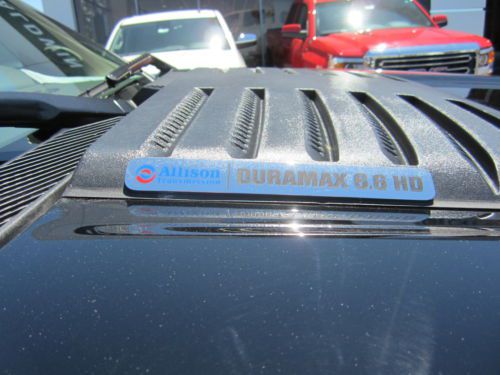 Allison
Transmission
DURAMAX 6.6 HD